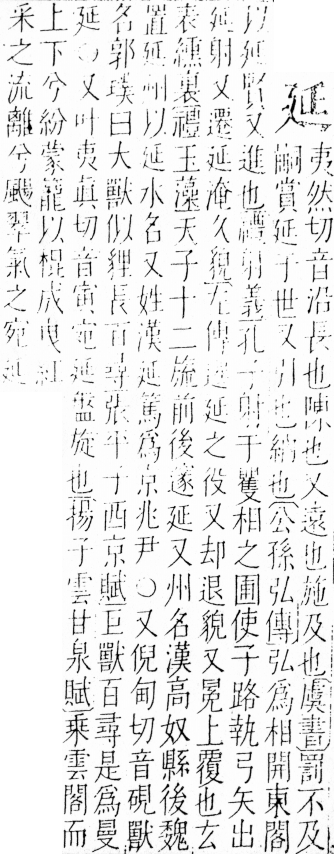 延
夷然切音沿長也陳也又遠也施及也虞書罰不及
嗣賞延于世又引也納也公孫弘傳弘爲相開東閣
以延賢又進也禮射義孔子射于矍相之圃使子路執弓矢出
延射又遷延淹久貌左傳遷延之役又却退貌又冕上覆也玄
表纁裏禮玉藻天子十二旒前後邃延又州名漢高奴縣後魏
置延州以延水名又姓漢延篤爲京兆尹○又倪甸切音硯獸
名郭璞曰大獸似貍長百尋張平子西京賦巨獸百尋是爲曼
延○又叶夷真切音寅宛延盤旋也揚子雲甘泉賦乘雲閣而
上下兮紛蒙籠以棍成曳紅
采之流離兮颺翠氣之宛延